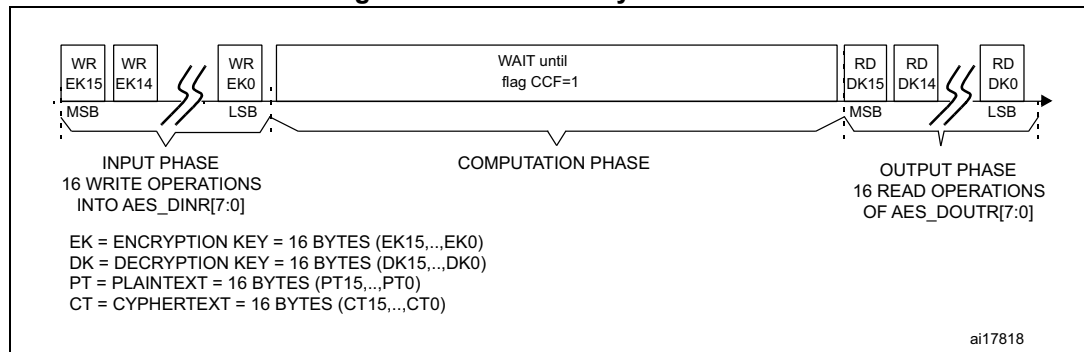 WR EK15
WR EK14
WR EK0
WAIT until
flag CCF=1
RD DK15
RD DK14
RD DK0
MSB
LSB
MSB
LSB
INPUT PHASE
16 WRITE OPERATIONS
INTO AES_DINR[7:0]
COMPUTATION PHASE
OUTPUT PHASE
16 READ OPERATIONS
OF AES_DOUTR[7:0]
EK = ENCRYPTION KEY = 16 BYTES (EK15,..,EK0)
DK = DECRYPTION KEY = 16 BYTES (DK15,..,DK0)
PT = PLAINTEXT = 16 BYTES (PT15,..,PT0)
CT = CYPHERTEXT = 16 BYTES (CT15,..,CT0)
ai17818